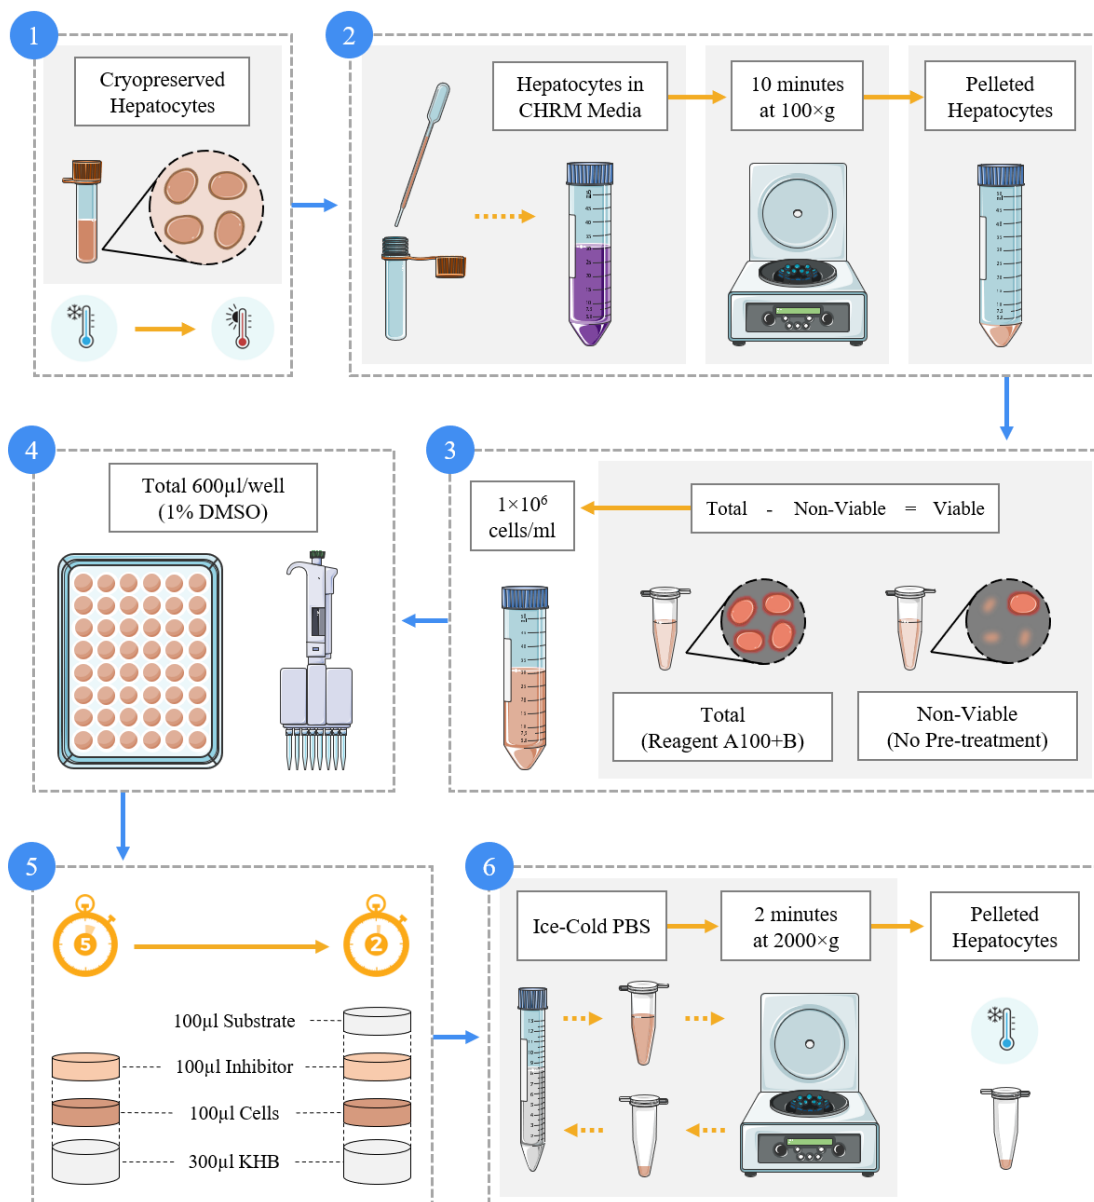 1
Cryopreserved
Hepatocytes
2
Hepatocytes in
CHRM Media
10 minutes
at 100×g
Pelleted
Hepatocytes
3
1×10⁶
cells/ml
Total - Non-Viable = Viable
Total
(Reagent A100+B)
Non-Viable
(No Pre-treatment)
4
Total 600µl/well
(1% DMSO)
5
5
2
100µl Substrate
100µl Inhibitor
100µl Cells
300µl KHB
6
Ice-Cold PBS
2 minutes
at 2000×g
Pelleted
Hepatocytes